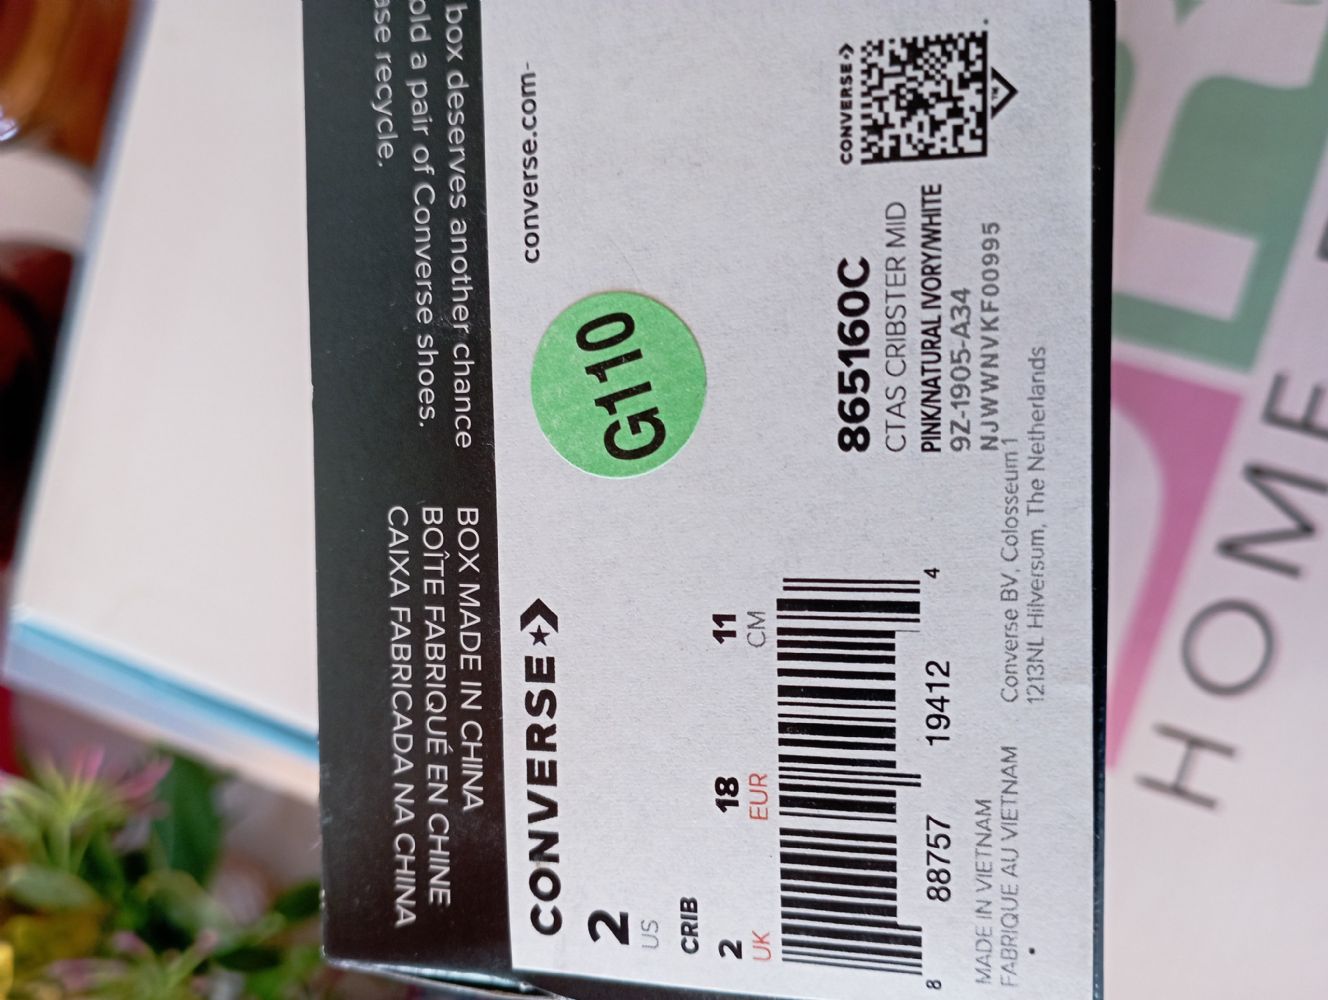 box deserves another chance
old a pair of Converse shoes.
ase recycle.
BOX MADE IN CHINA
BOÎTE FABRIQUÉ EN CHINE
CAIXA FABRICADA NA CHINA
CONVERSE
converse.com-
2
US
G110
CRIB
2 18 11
UK EUR CM
8 88757 19412 4
CONVERSE
TM
865160C
CTAS CRIBSTER MID
PINK/NATURAL IVORY/WHITE
9Z-1905-A34
NJWWNVKF00995
MADE IN VIETNAM
FABRIQUE AU VIETNAM
Converse BV, Colosseum 1
1213NL Hilversum, The Netherlands
HOME